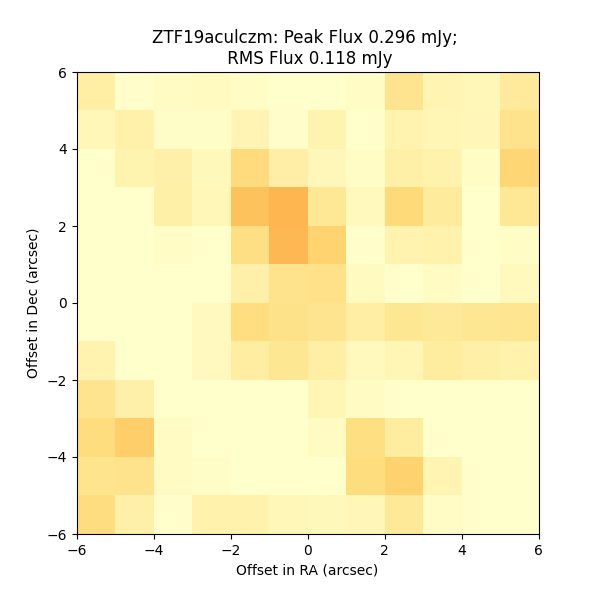 ZTF19aculczm: Peak Flux 0.296 mJy;
RMS Flux 0.118 mJy
6
4
2
0
−2
−4
−6
Offset in Dec (arcsec)
−6 −4 −2 0 2 4 6
Offset in RA (arcsec)